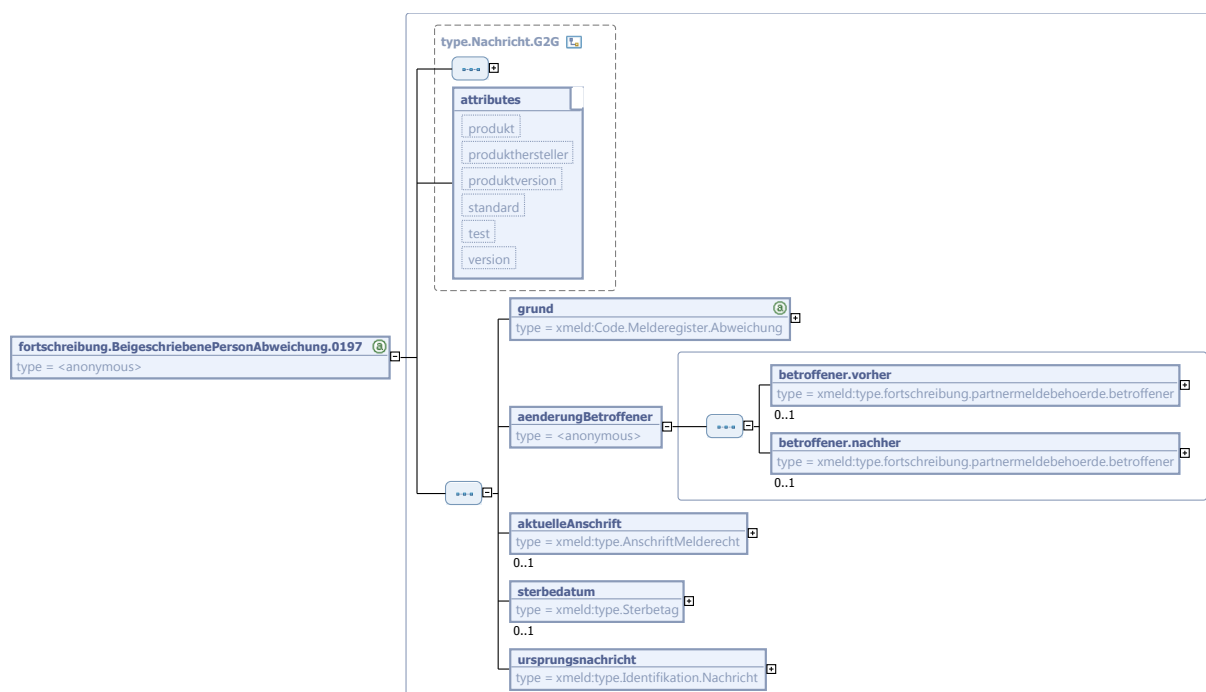 type.Nachricht.G2G
attributes
produkt
produkthersteller
produktversion
standard
test
version
grund
type = xmeld:Code.Melderegister.Abweichung
fortschreibung.BeigeschriebenePersonAbweichung.0197
type = <anonymous>
betroffener.vorher
type = xmeld:type.fortschreibung.partnermeldebehoerde.betroffener
0..1
aenderungBetroffener
type = <anonymous>
betroffener.nachher
type = xmeld:type.fortschreibung.partnermeldebehoerde.betroffener
0..1
aktuelleAnschrift
type = xmeld:type.AnschriftMelderecht
0..1
sterbedatum
type = xmeld:type.Sterbetag
0..1
ursprungsnachricht
type = xmeld:type.Identifikation.Nachricht